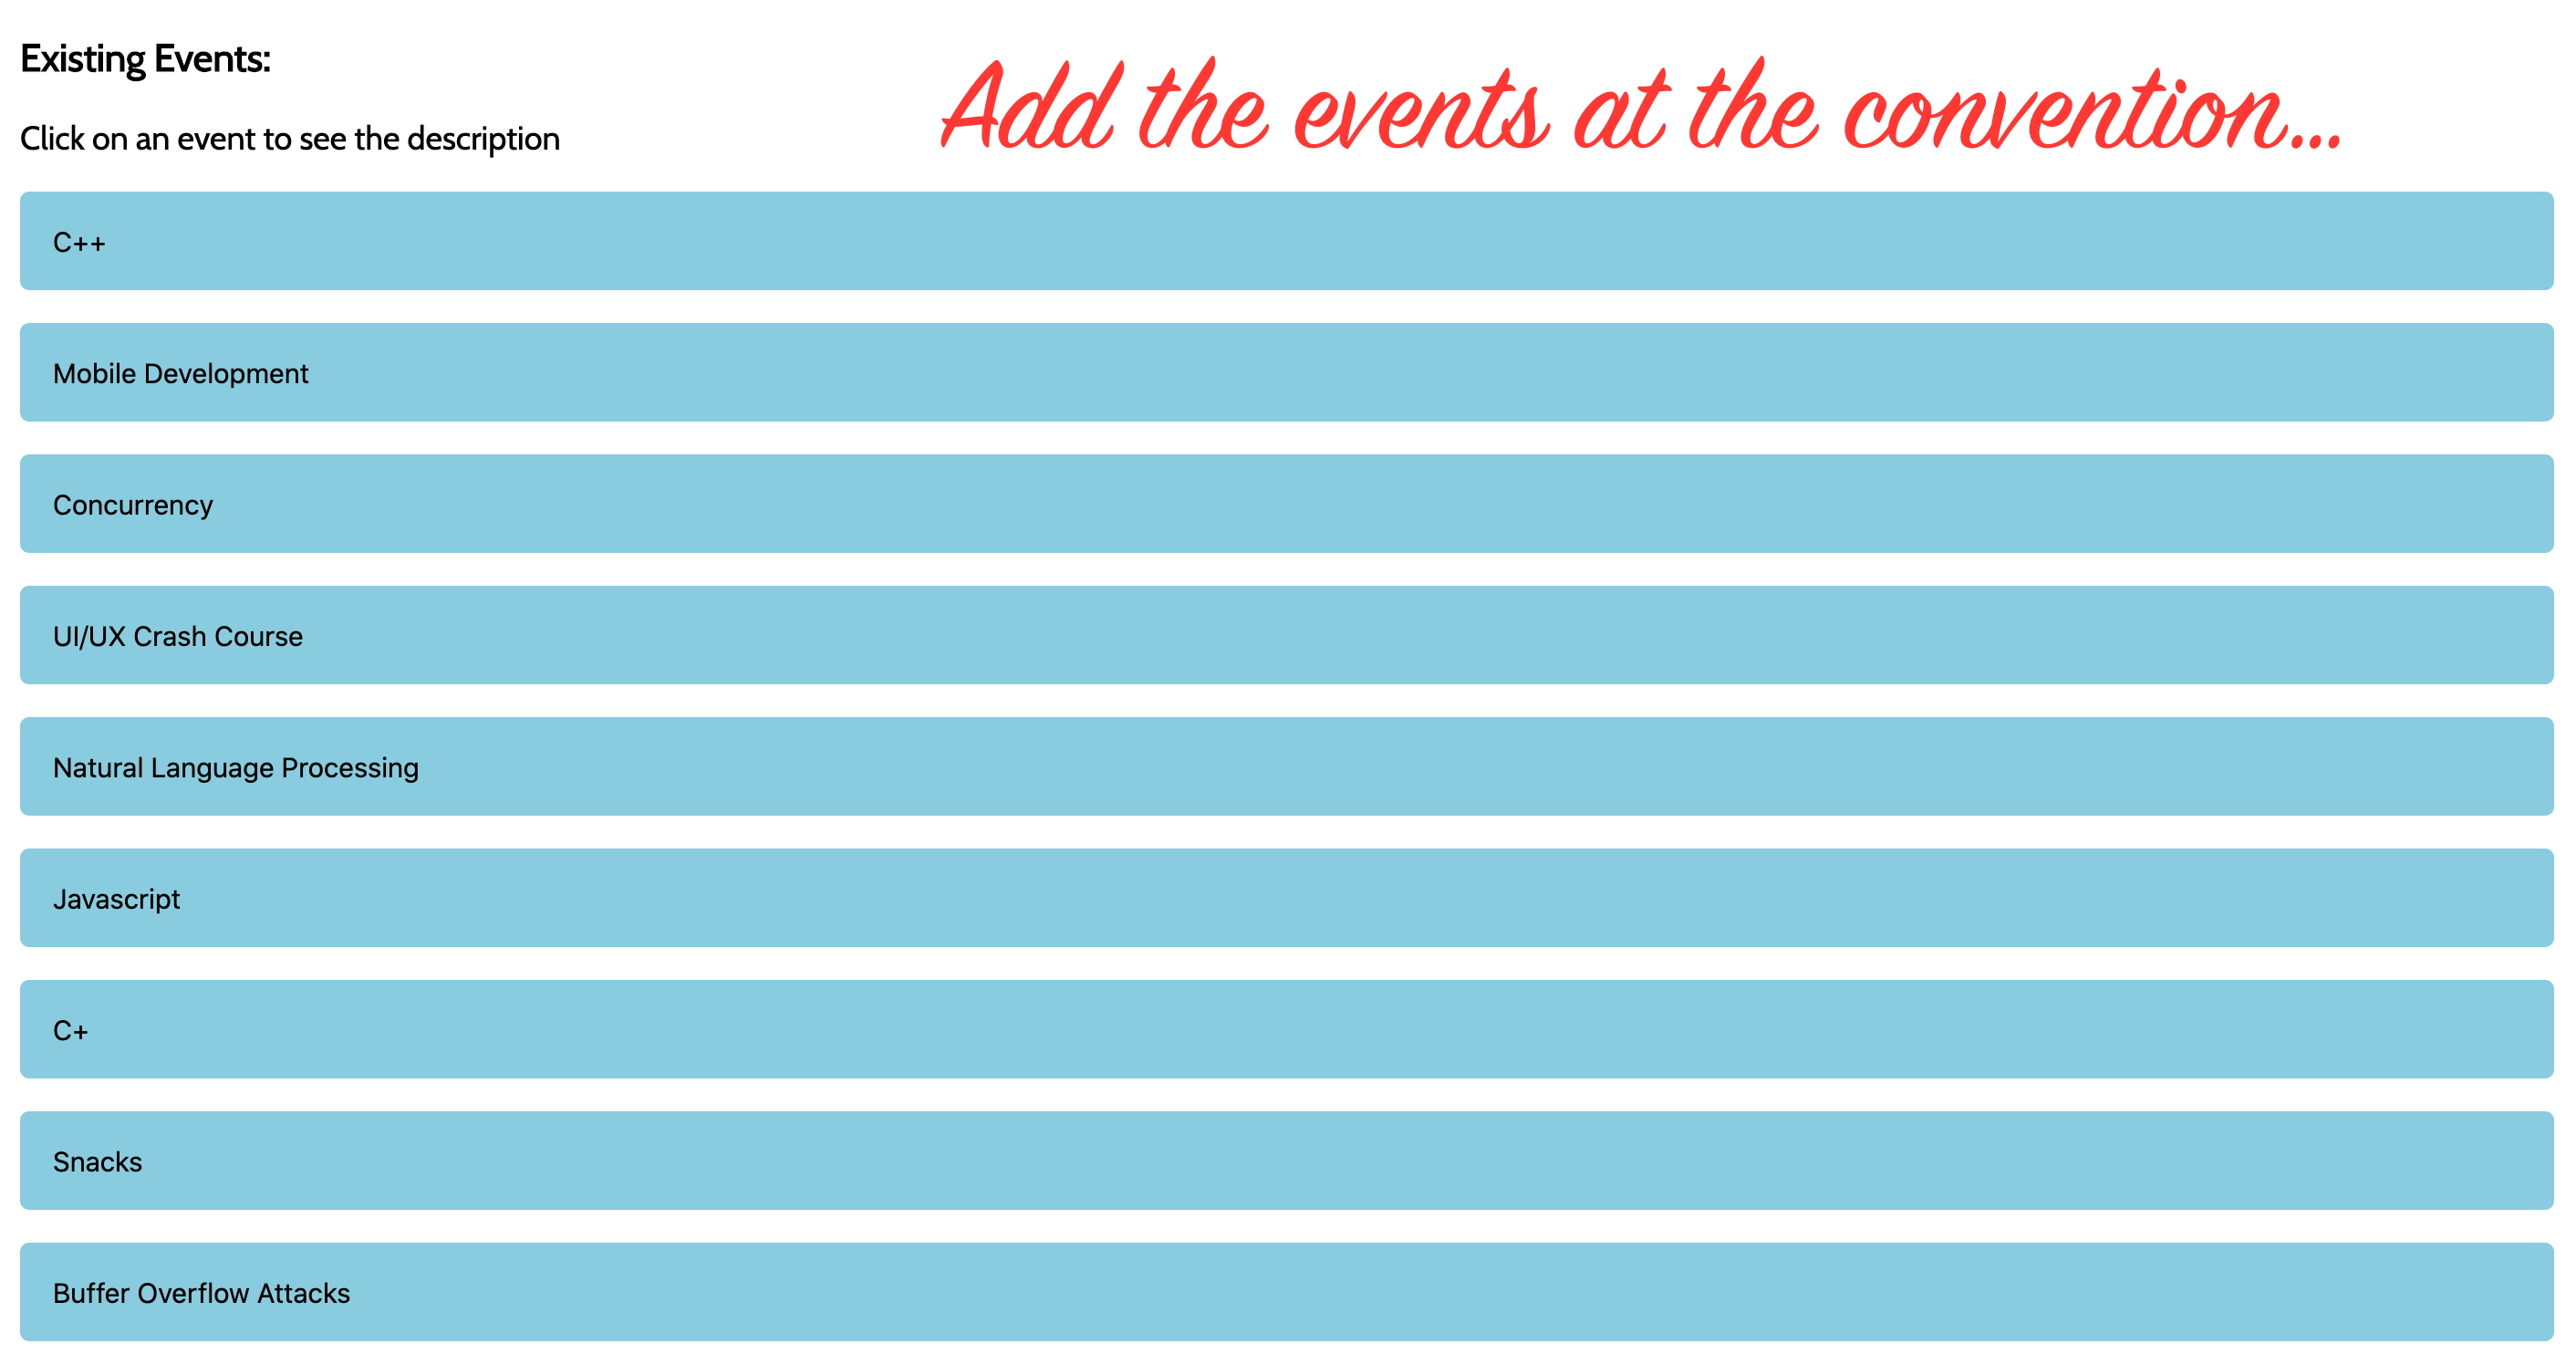 Existing Events:
Add the events at the convention...
Click on an event to see the description
C++
Mobile Development
Concurrency
UI/UX Crash Course
Natural Language Processing
Javascript
C+
Snacks
Buffer Overflow Attacks